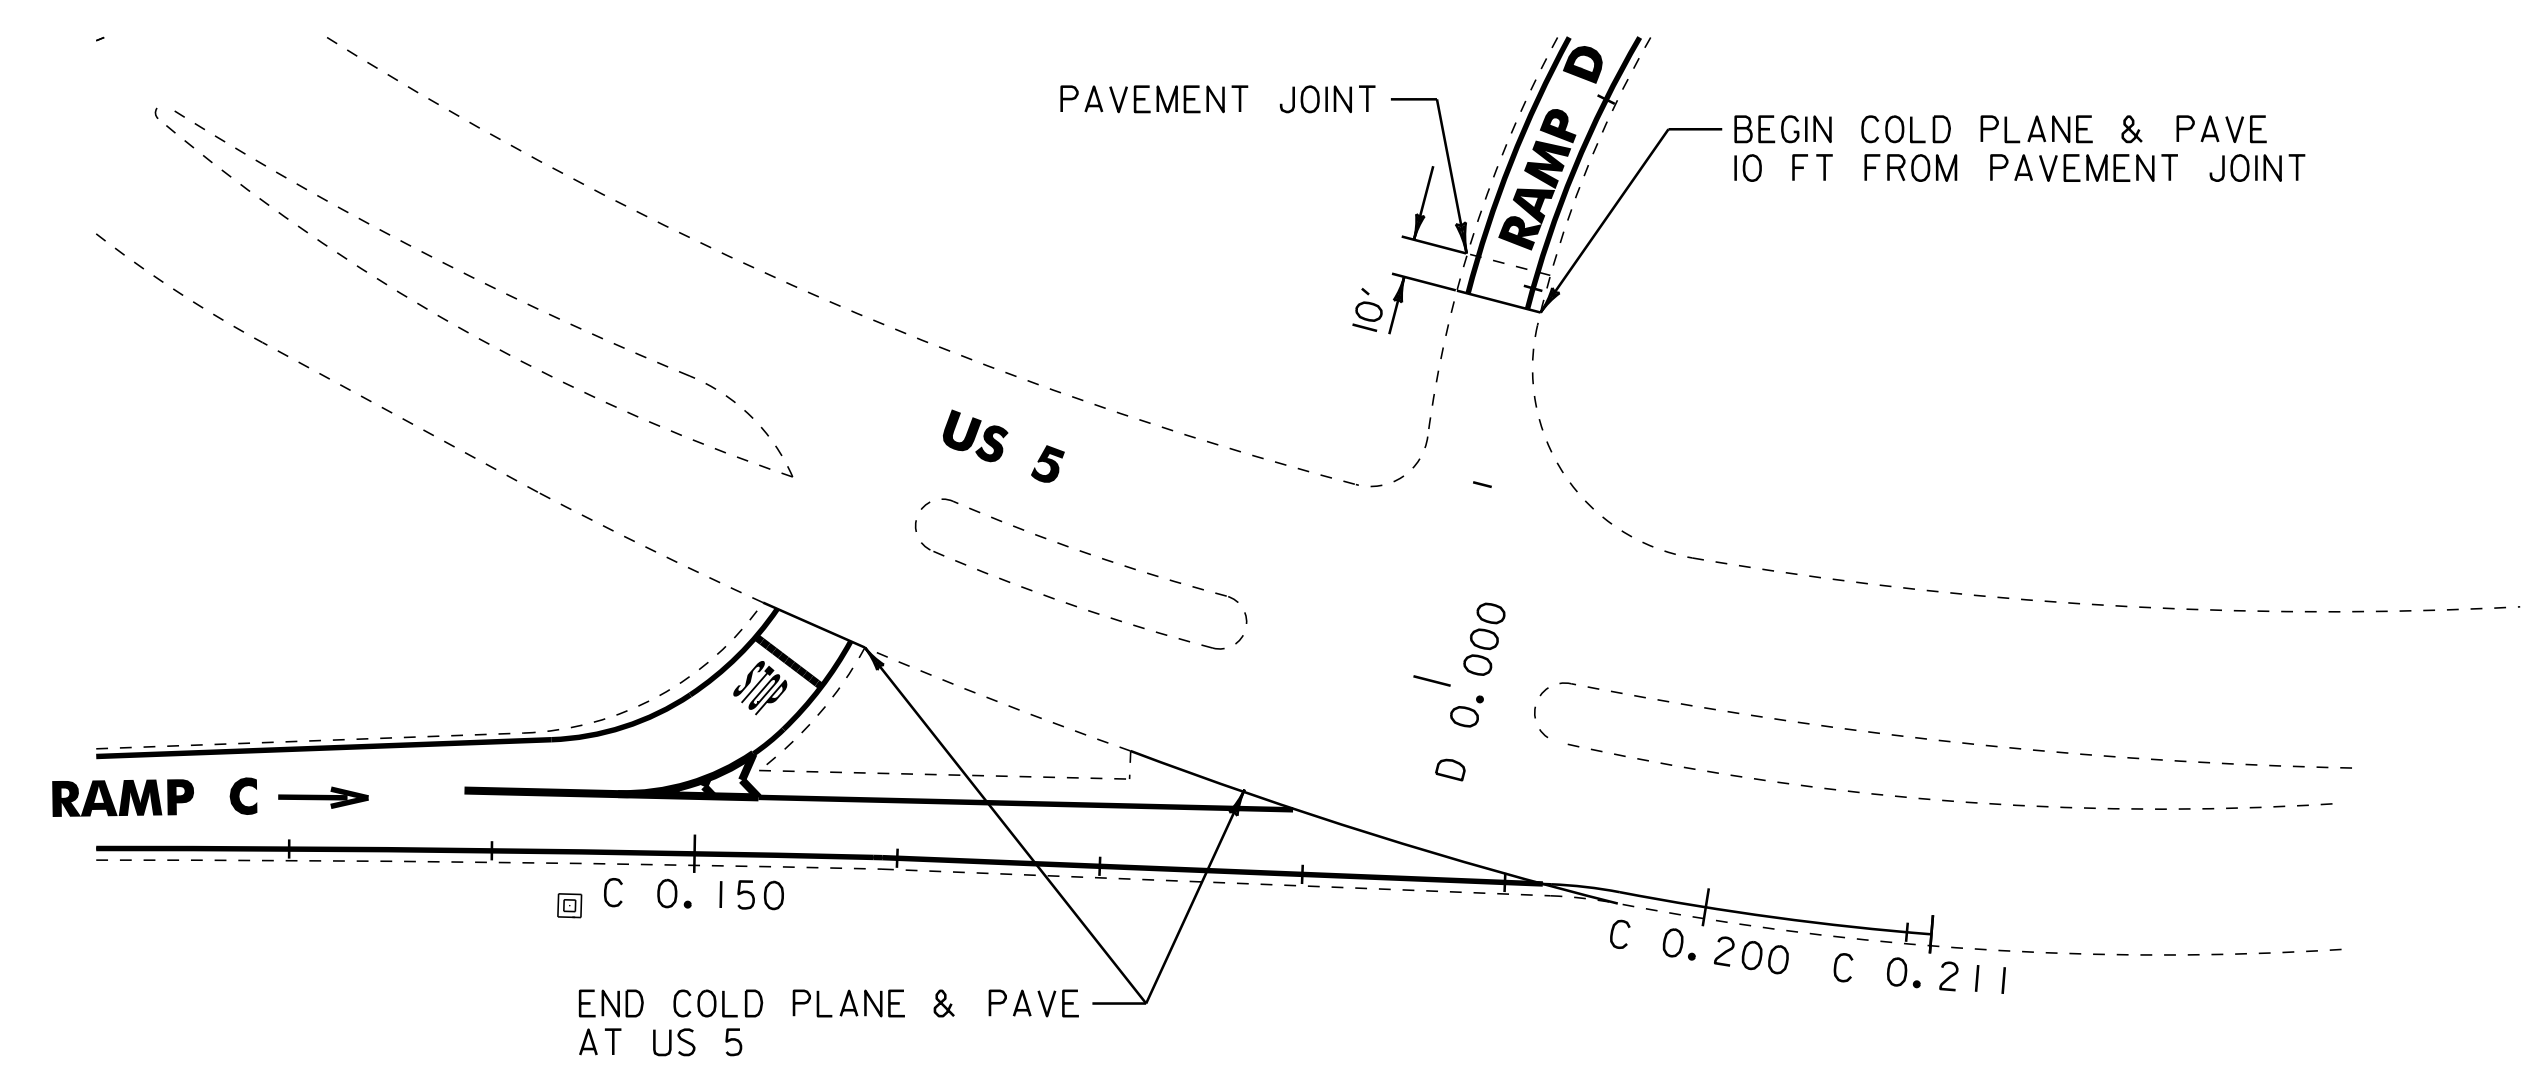 RAMP D
PAVEMENT JOINT
BEGIN COLD PLANE & PAVE
10 FT FROM PAVEMENT JOINT
10'
US 5
D 0.000
STOP
RAMP C
C 0.150
C 0.200
C 0.211
END COLD PLANE & PAVE
AT US 5